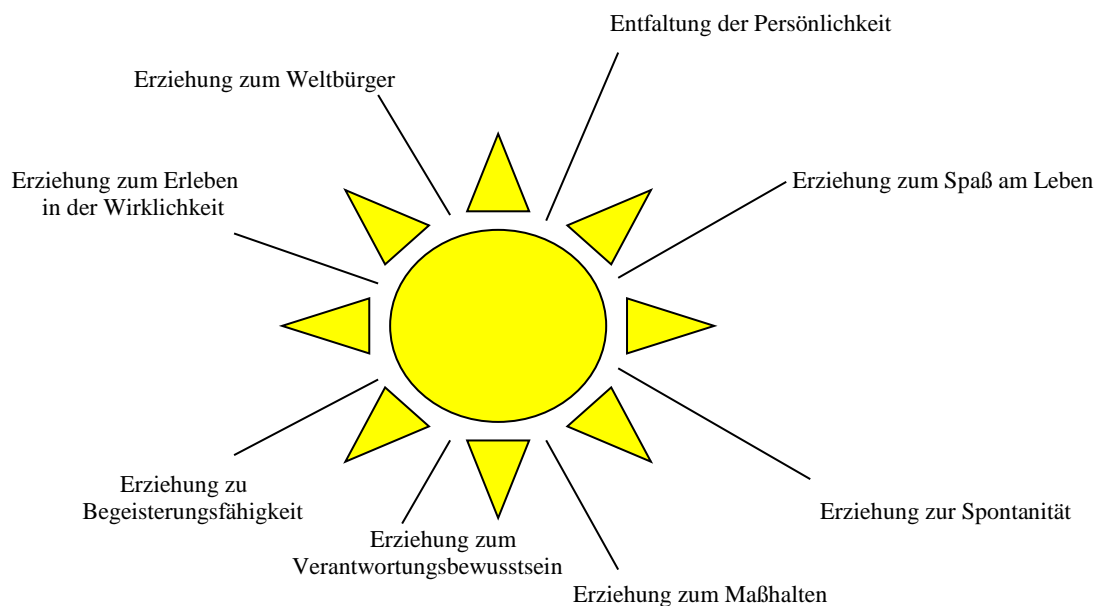 Entfaltung der Persönlichkeit
Erziehung zum Weltbürger
Erziehung zum Erleben
in der Wirklichkeit
Erziehung zum Spaß am Leben
Erziehung zu
Begeisterungsfähigkeit
Erziehung zur Spontanität
Erziehung zum
Verantwortungsbewusstsein
Erziehung zum Maßhalten